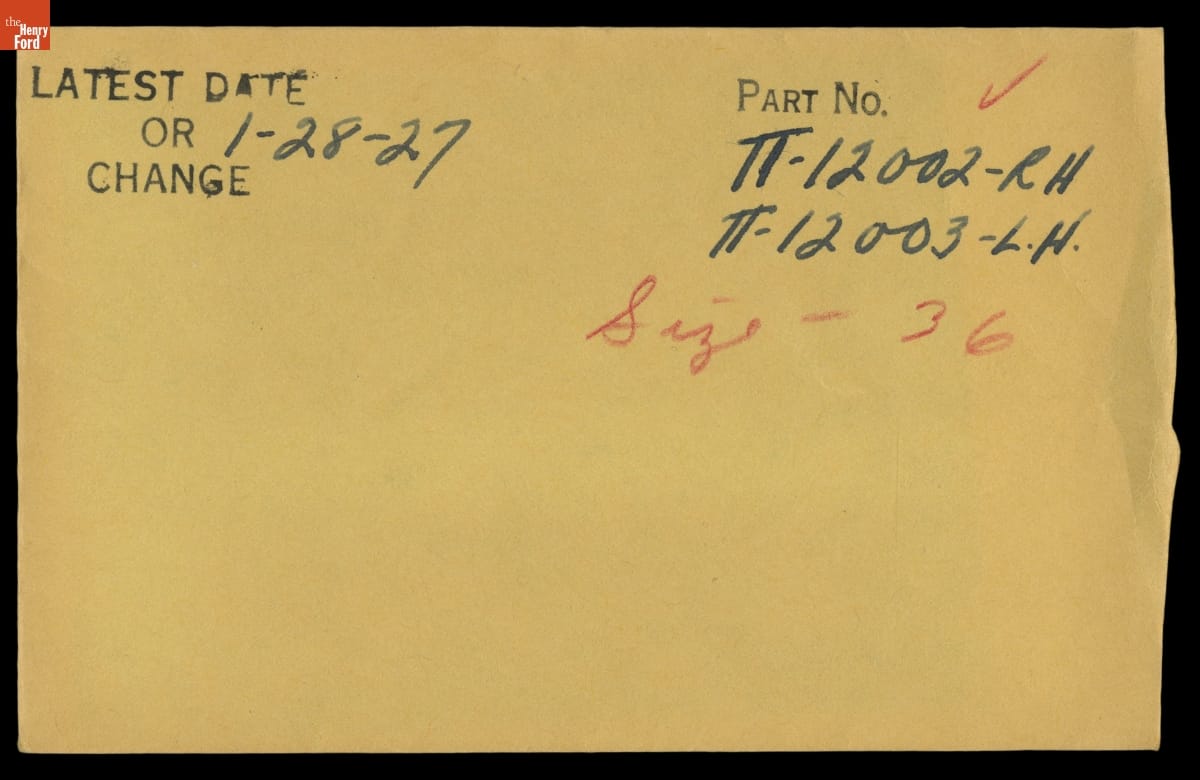 the
Henry
Ford
LATEST DATE
OR 1-28-27
CHANGE
PART NO. ✓
TT-12002-RH
TT-12003-L.H.
Size - 36